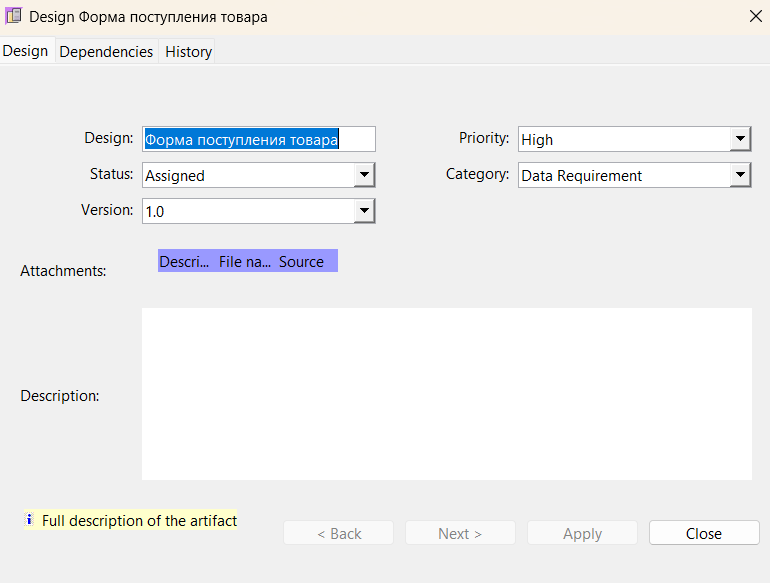 Design Форма поступления товара
Design Dependencies History
Design: Форма поступления товара Priority: High
Status: Assigned Category: Data Requirement
Version: 1.0
Attachments: Descri... File na... Source
Description:
Full description of the artifact
< Back Next > Apply Close